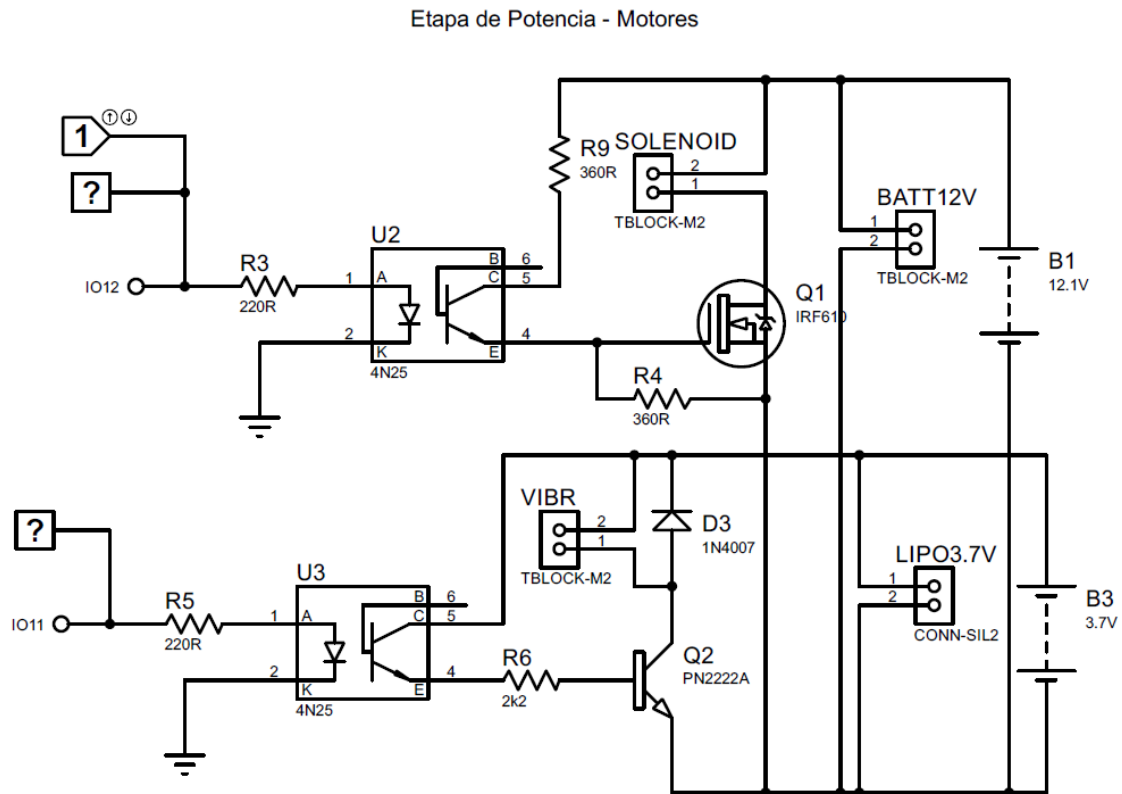 Etapa de Potencia - Motores
1
?
IO12
R3
220R
U2
1
A
2
K
B
6
C
5
4
E
4N25
R9
360R
SOLENOID
2
1
TBLOCK-M2
Q1
IRF610
R4
360R
BATT12V
1
2
TBLOCK-M2
B1
12.1V
?
IO11
R5
220R
U3
1
A
2
K
B
6
C
5
4
E
4N25
VIBR
2
1
TBLOCK-M2
D3
1N4007
R6
2k2
Q2
PN2222A
LIPO3.7V
1
2
CONN-SIL2
B3
3.7V